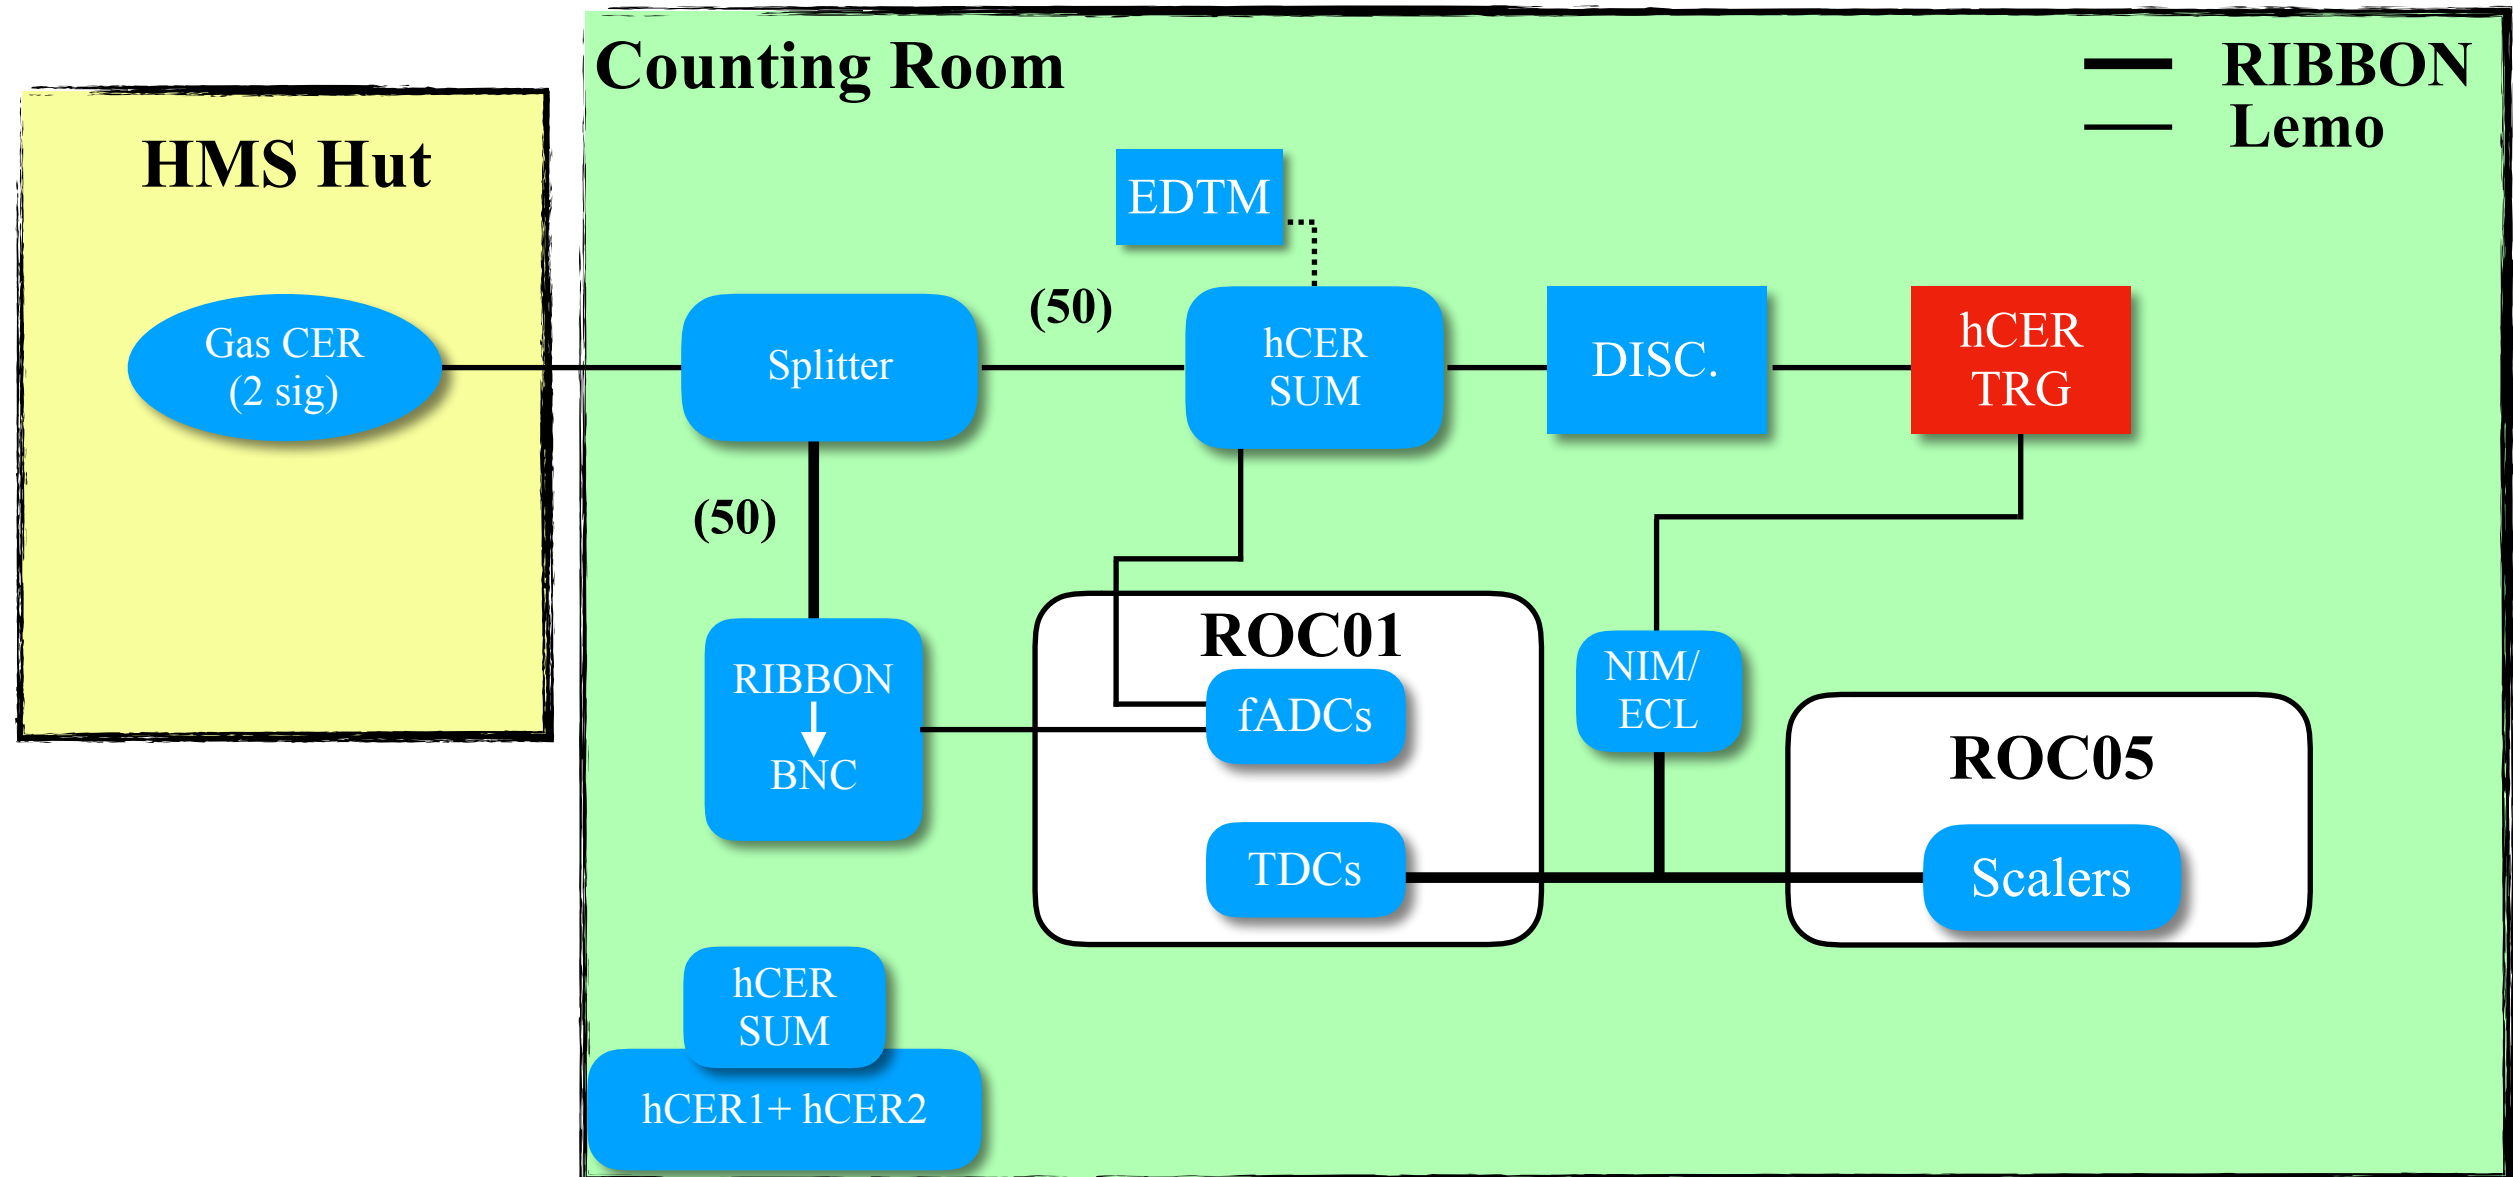 Counting Room
RIBBON
Lemo
HMS Hut
EDTM
Gas CER
(2 sig)
Splitter
(50)
hCER
SUM
DISC.
hCER
TRG
(50)
RIBBON
BNC
ROC01
fADCs
TDCs
NIM/
ECL
ROC05
Scalers
hCER
SUM
hCER1+ hCER2